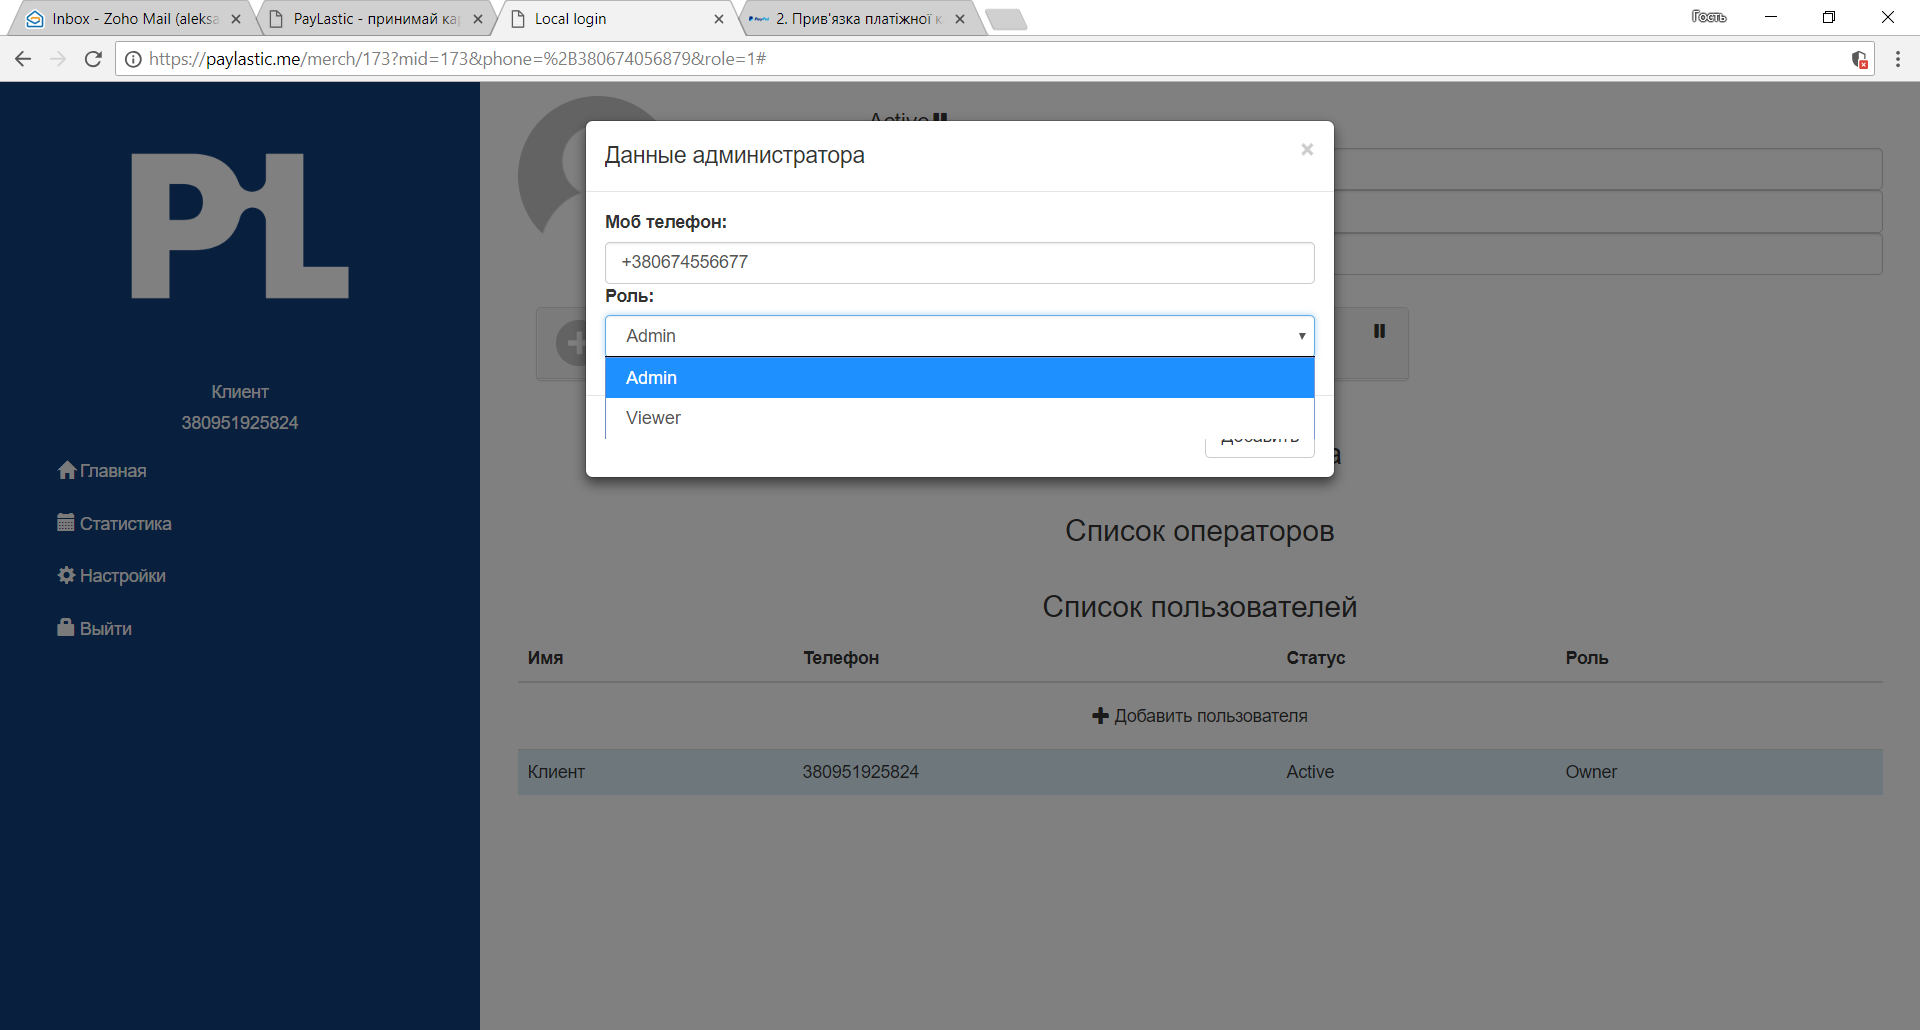 Inbox - Zoho Mail (aleksa
PayLastic - принимай ка
Local login
2. Прив'язка платіжної к
Гость
https://paylastic.me/merch/173?mid=173&phone=%2B380674056879&role=1#
PL
Active
Данные администратора
×
Моб телефон:
+380674556677
Роль:
Admin
Admin
Viewer
Добавить
Клиент
380951925824
Главная
Статистика
Настройки
Выйти
Список операторов
Список пользователей
Имя Телефон Статус Роль
Добавить пользователя
Клиент 380951925824 Active Owner